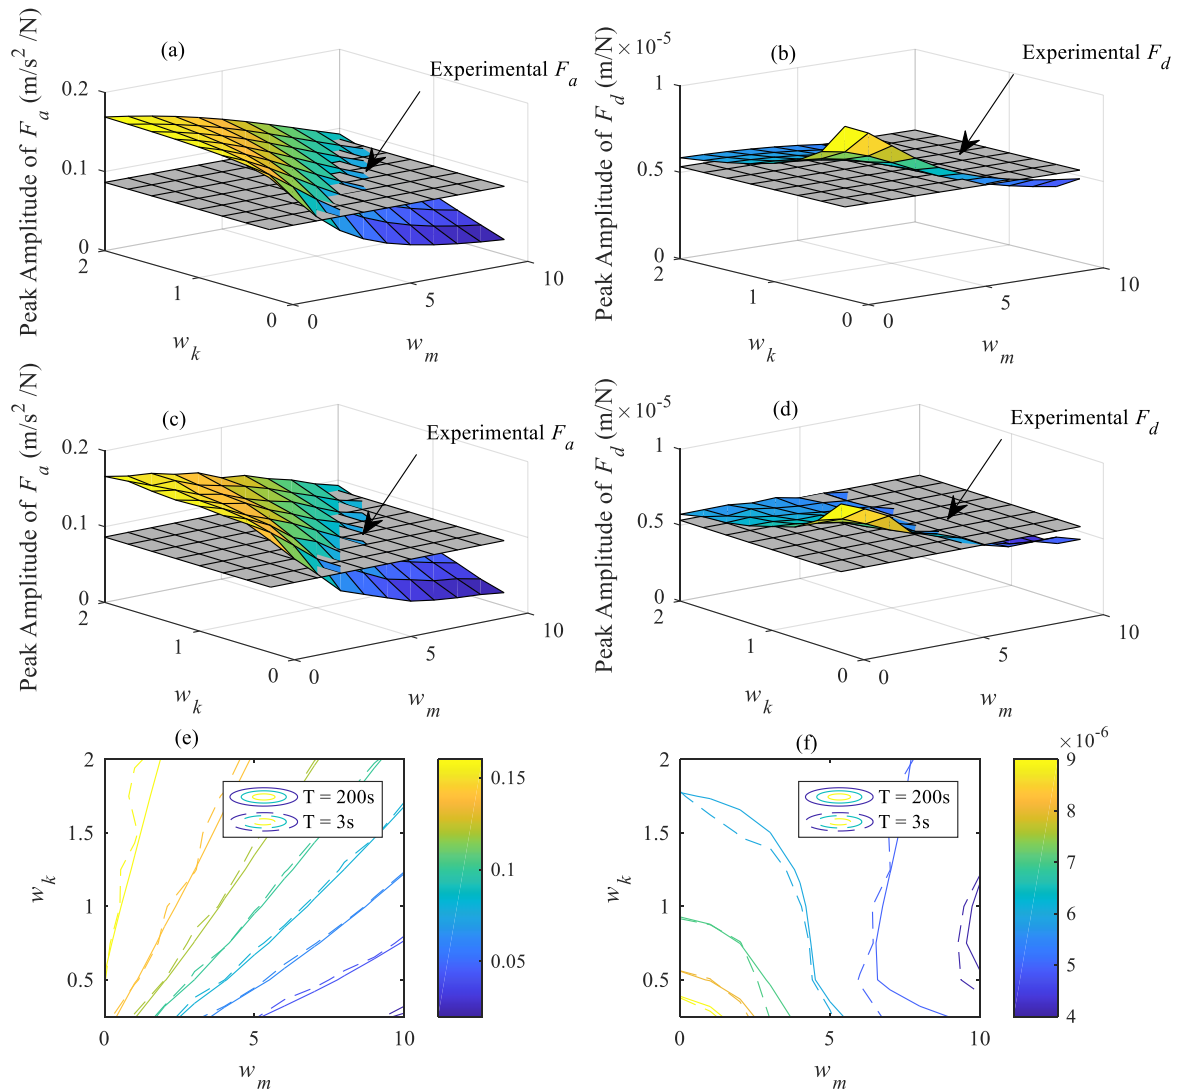 (a)
Experimental F_a
Peak Amplitude of F_a (m/s^2 /N)
0.2
0.1
0
2
1
0
0
5
10
w_k
w_m
(b)
Experimental F_d
Peak Amplitude of F_d (m/N)
×10^-5
1
0.5
0
2
1
0
0
5
10
w_k
w_m
(c)
Experimental F_a
Peak Amplitude of F_a (m/s^2 /N)
0.2
0.1
0
2
1
0
0
5
10
w_k
w_m
(d)
Experimental F_d
Peak Amplitude of F_d (m/N)
×10^-5
1
0.5
0
2
1
0
0
5
10
w_k
w_m
(e)
2
1.5
1
0.5
w_k
0
5
10
w_m
T = 200s
T = 3s
0.15
0.1
0.05
(f)
2
1.5
1
0.5
w_k
0
5
10
w_m
T = 200s
T = 3s
×10^-6
9
8
7
6
5
4